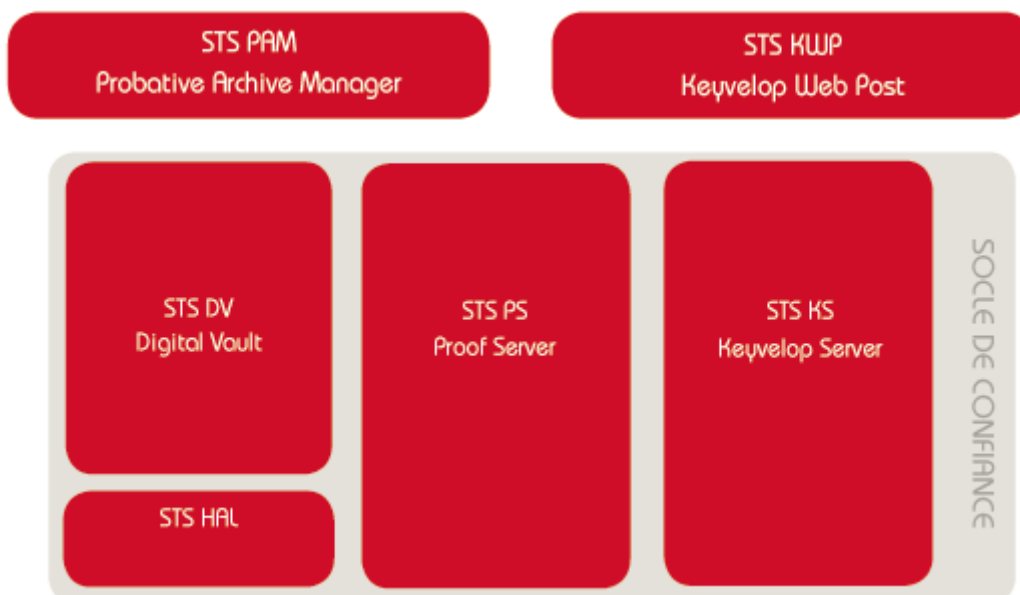 STS PAM
Probative Archive Manager
STS KWP
Keyvelop Web Post
STS DV
Digital Vault
STS PS
Proof Server
STS KS
Keyvelop Server
STS HAL
SOCLE DE CONFIANCE